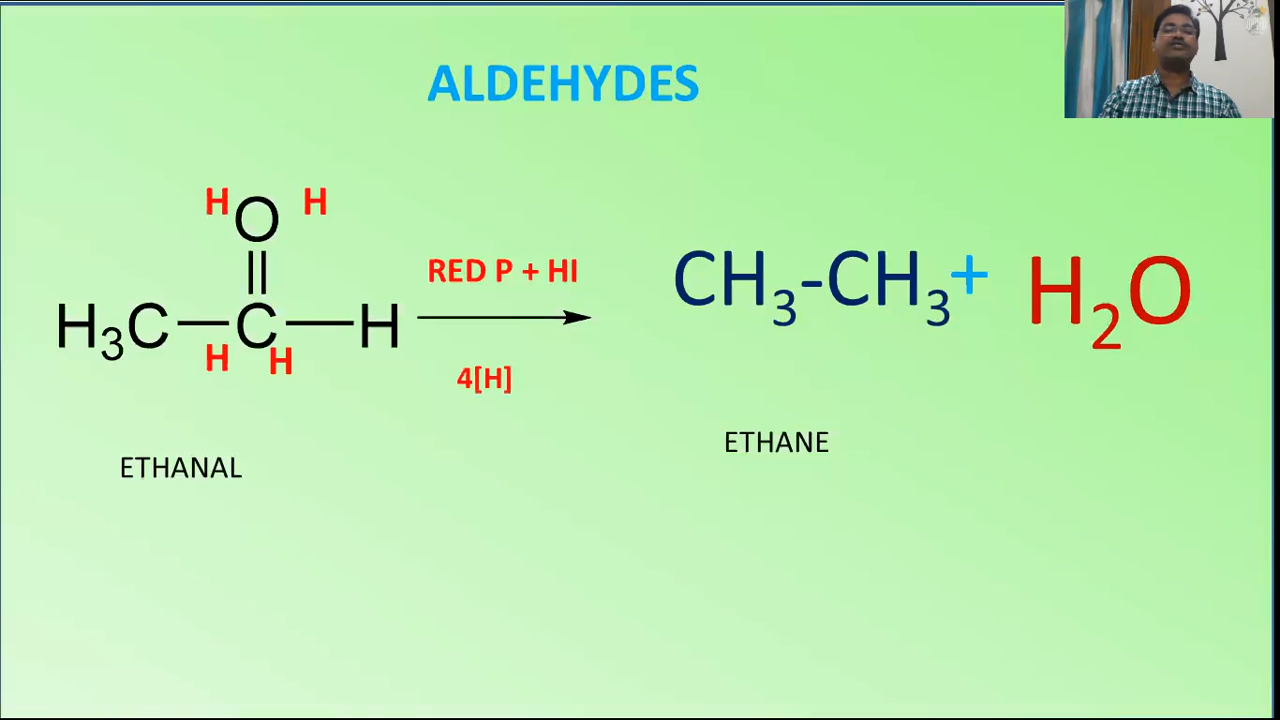 ALDEHYDES
H O H
RED P + HI
H₃C C H
H H
4[H]
CH₃-CH₃+ H₂O
ETHANAL
ETHANE